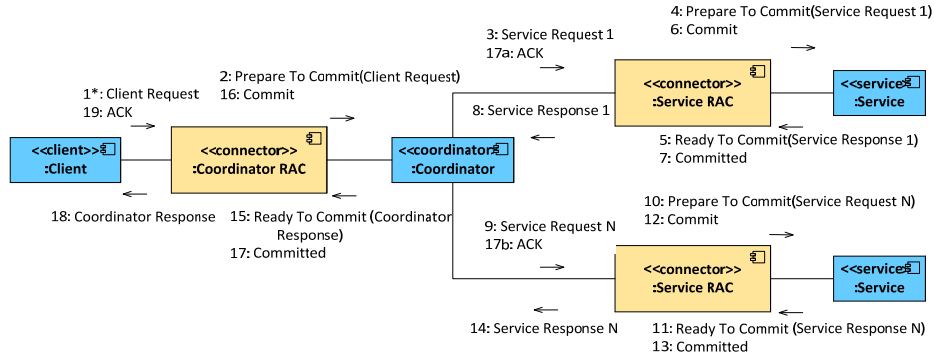 4: Prepare To Commit(Service Request 1)
6: Commit
3: Service Request 1
17a: ACK
2: Prepare To Commit(Client Request)
16: Commit
1*: Client Request
19: ACK
<<connector>>
:Service RAC
<<service>>
:Service
8: Service Response 1
5: Ready To Commit(Service Response 1)
7: Committed
<<client>>
:Client
<<connector>>
:Coordinator RAC
<<coordinator>>
:Coordinator
18: Coordinator Response
15: Ready To Commit (Coordinator
Response)
17: Committed
10: Prepare To Commit(Service Request N)
12: Commit
9: Service Request N
17b: ACK
<<connector>>
:Service RAC
<<service>>
:Service
14: Service Response N
11: Ready To Commit (Service Response N)
13: Committed